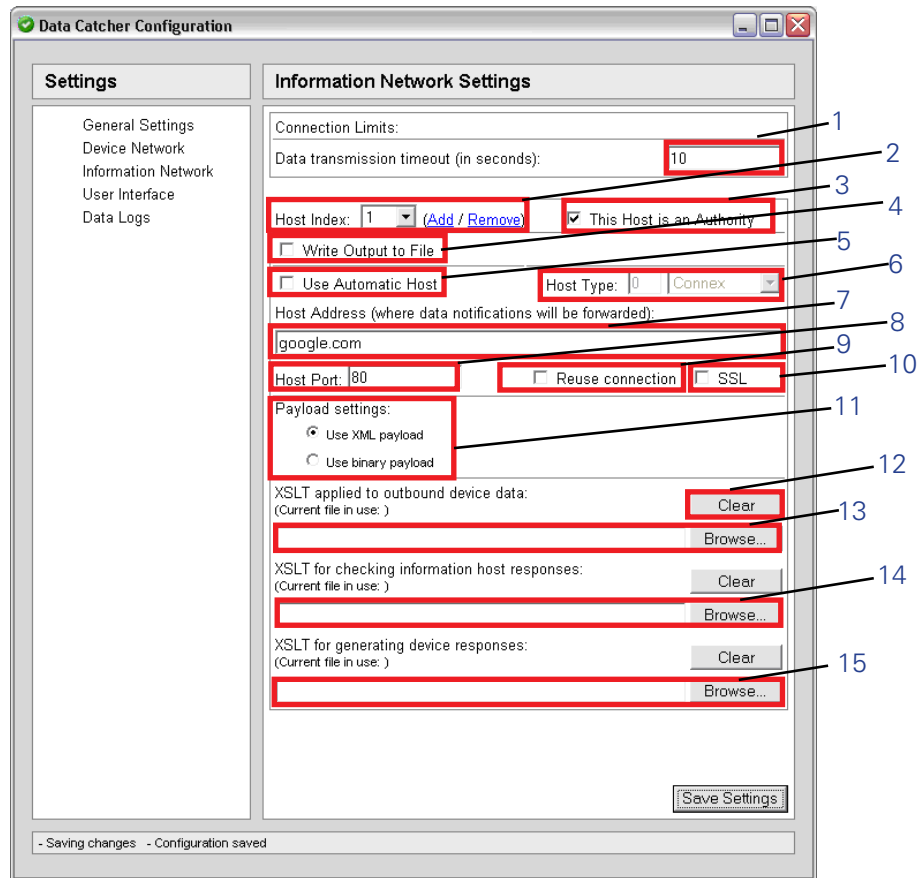 Data Catcher Configuration
Settings
Information Network Settings
General Settings
Device Network
Information Network
User Interface
Data Logs
Connection Limits:
1
Data transmission timeout (in seconds): 10
2
3
Host Index: 1 (Add / Remove) This Host is an Authority
4
Write Output to File
5
Use Automatic Host Host Type: 0 Connex
6
Host Address (where data notifications will be forwarded):
7
google.com
8
Host Port: 80 Reuse connection SSL
9
10
Payload settings:
11
Use XML payload
Use binary payload
12
XSLT applied to outbound device data:
(Current file in use: ) Clear
13
Browse...
XSLT for checking information host responses:
(Current file in use: ) Clear
14
Browse...
XSLT for generating device responses:
(Current file in use: ) Clear
15
Browse...
Save Settings
- Saving changes - Configuration saved